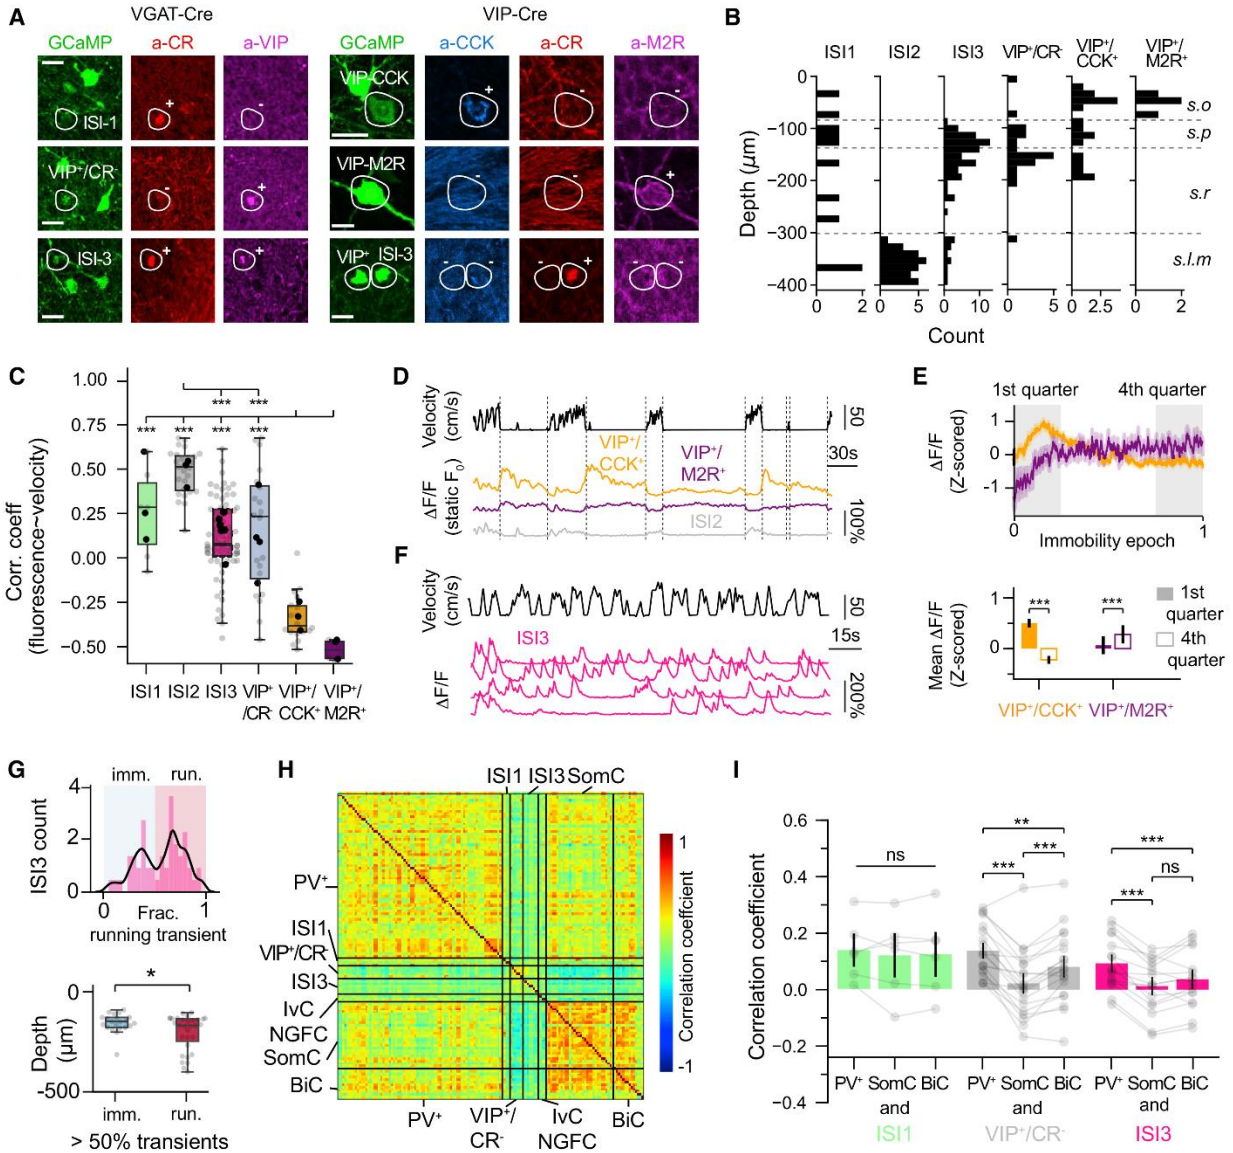 A
VGAT-Cre
VIP-Cre
GCaMP
a-CR
a-VIP
GCaMP
a-CCK
a-CR
a-M2R
ISI-1
+
-
VIP-CCK
+
-
-
VIP⁺/CR⁻
-
+
VIP-M2R
-
-
+
ISI-3
+
+
VIP⁺ ISI-3
- -
- +
- -
B
ISI1
ISI2
ISI3
VIP⁺/CR⁻
VIP⁺/
CCK⁺
VIP⁺/
M2R⁺
Depth (µm)
0
−100
−200
−300
−400
s.o
s.p
s.r
s.l.m
0 2
0 5
0 10
0 5
0 2.5
0 2
Count
C
Corr. coeff
(fluorescence~velocity)
1.00
0.75
0.50
0.25
0.00
−0.25
−0.50
*** ***
*** *** *** ***
ISI1
ISI2
ISI3
VIP⁺
/CR⁻
VIP⁺/
CCK⁺
VIP⁺/
M2R⁺
D
Velocity
(cm/s)
50
30s
VIP⁺/
CCK⁺
VIP⁺/
M2R⁺
ISI2
ΔF/F
(static F₀)
100%
E
1st quarter
4th quarter
ΔF/F
(Z-scored)
1
0
-1
0 1
Immobility epoch
Mean ΔF/F
(Z-scored)
1
0
*** ***
1st
quarter
4th
quarter
VIP⁺/CCK⁺ VIP⁺/M2R⁺
F
Velocity
(cm/s)
50
15s
ISI3
ΔF/F
200%
G
imm. run.
ISI3 count
4
2
0
0 1
Frac.
running transient
*
Depth
(µm)
0
-500
imm. run.
> 50% transients
H
ISI1 ISI3 SomC
PV⁺
ISI1
VIP⁺/CR⁻
ISI3
IvC
NGFC
SomC
BiC
PV⁺
VIP⁺/
CR⁻
IvC
NGFC
BiC
1
-1
Correlation coefficient
I
Correlation coefficient
0.6
0.4
0.2
0.0
−0.2
−0.4
ns
**
***
***
***
ns
***
PV⁺ SomC BiC
and
ISI1
PV⁺ SomC BiC
and
VIP⁺/CR⁻
PV⁺ SomC BiC
and
ISI3